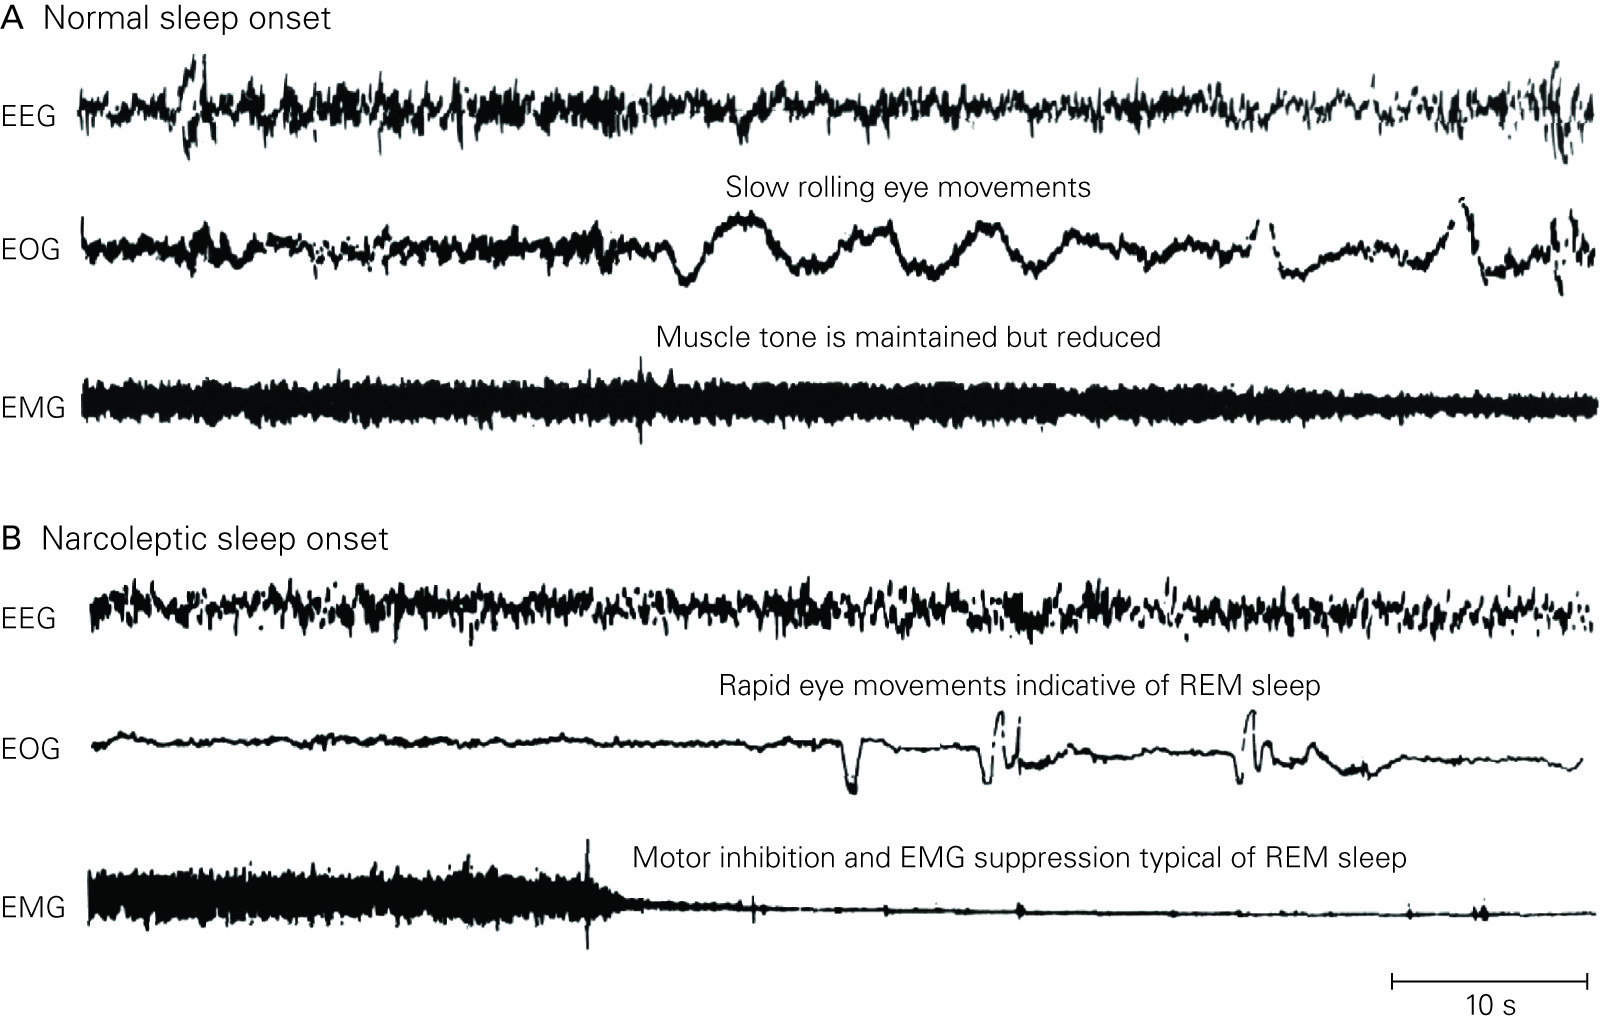 A Normal sleep onset
EEG
Slow rolling eye movements
EOG
Muscle tone is maintained but reduced
EMG
B Narcoleptic sleep onset
EEG
Rapid eye movements indicative of REM sleep
EOG
Motor inhibition and EMG suppression typical of REM sleep
EMG
10 s